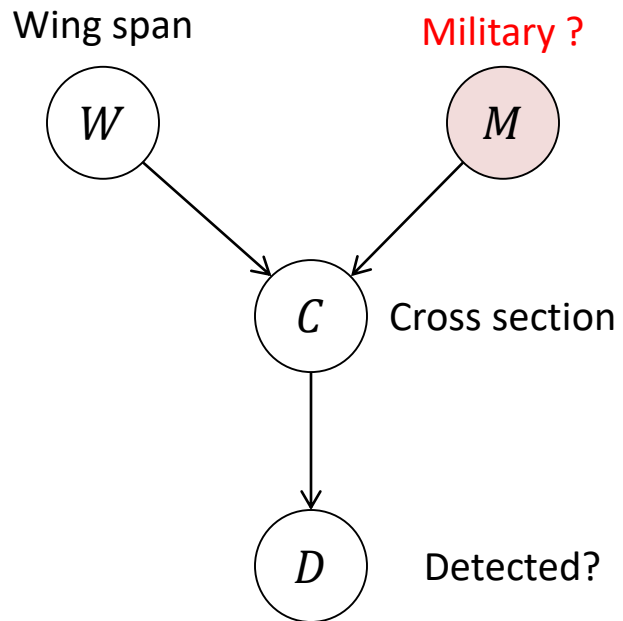 Wing span
Military ?
W
M
C
Cross section
D
Detected?